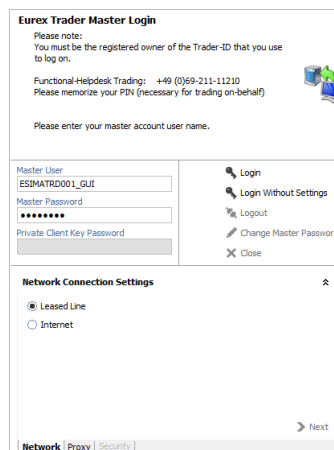 Eurex Trader Master Login
Please note:
You must be the registered owner of the Trader-ID that you use
to log on.
Functional-Helpdesk Trading: +49 (0)69-211-11210
Please memorize your PIN (necessary for trading on-behalf)
Please enter your master account user name.
Master User
ESIMATRD001_GUI
Master Password
••••••••
Private Client Key Password
Login
Login Without Settings
Logout
Change Master Passwor
Close
Network Connection Settings
Leased Line
Internet
Next
Network Proxy Security